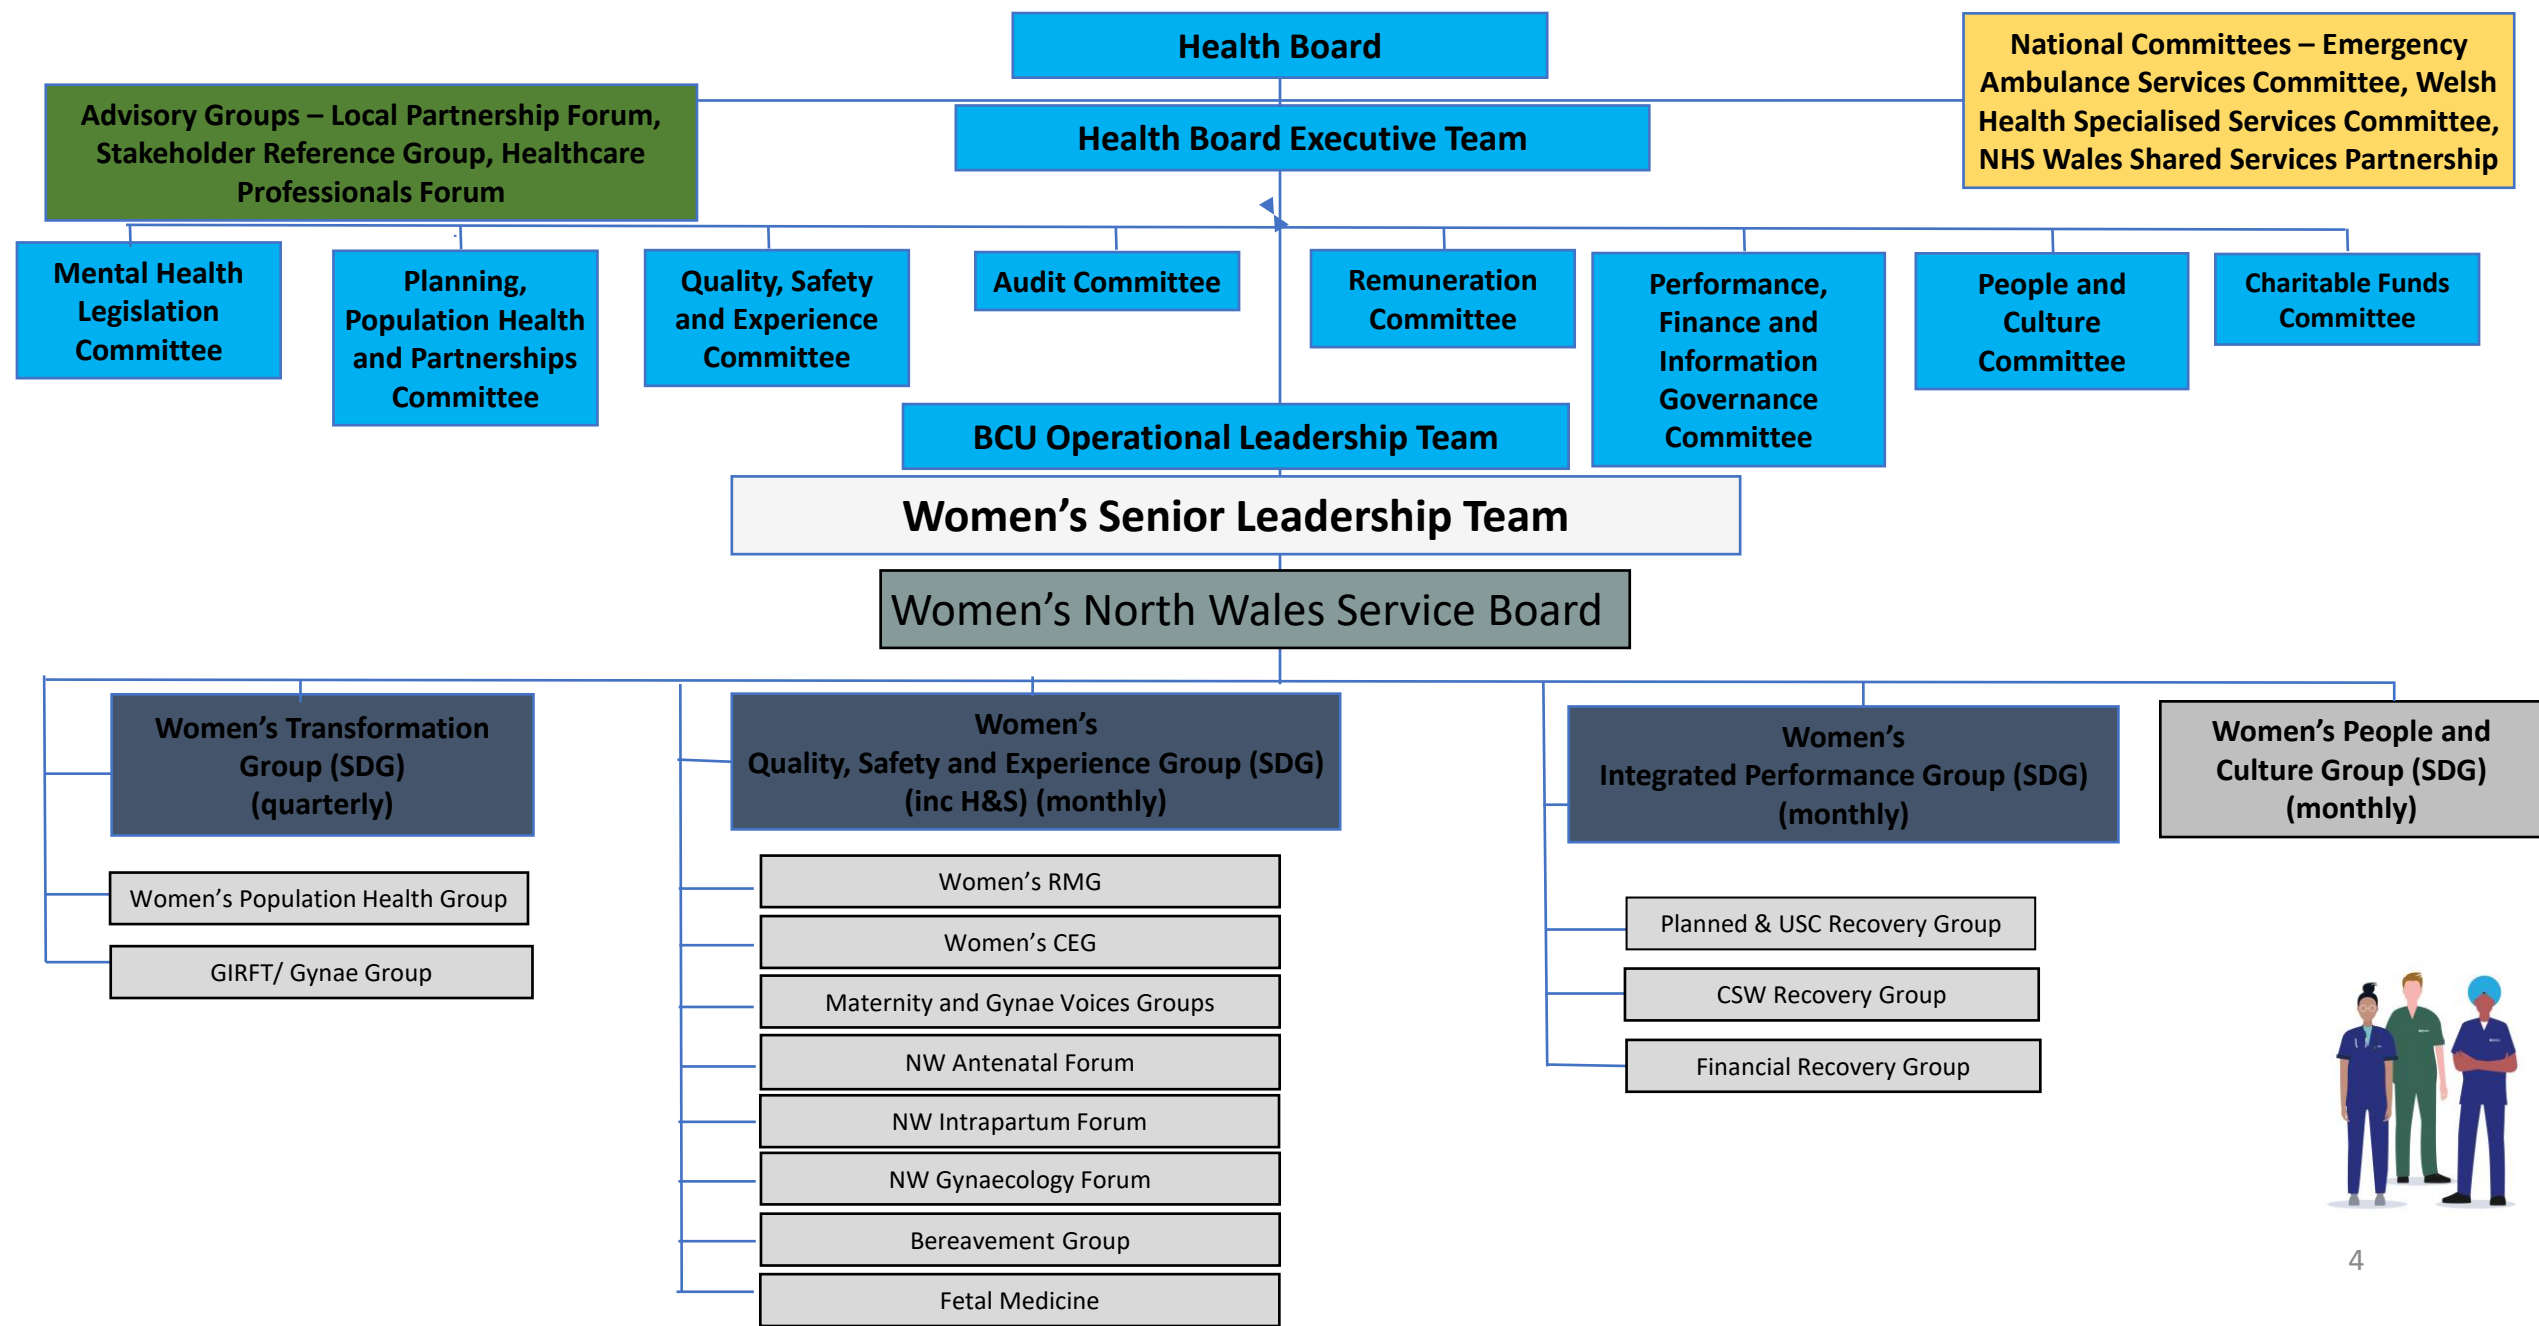 Health Board
National Committees – Emergency
Ambulance Services Committee, Welsh
Health Specialised Services Committee,
NHS Wales Shared Services Partnership
Advisory Groups – Local Partnership Forum,
Stakeholder Reference Group, Healthcare
Professionals Forum
Health Board Executive Team
Mental Health
Legislation
Committee
Planning,
Population Health
and Partnerships
Committee
Quality, Safety
and Experience
Committee
Audit Committee
Remuneration
Committee
Performance,
Finance and
Information
Governance
Committee
People and
Culture
Committee
Charitable Funds
Committee
BCU Operational Leadership Team
Women’s Senior Leadership Team
Women’s North Wales Service Board
Women’s Transformation
Group (SDG)
(quarterly)
Women’s Population Health Group
GIRFT/ Gynae Group
Women’s
Quality, Safety and Experience Group (SDG)
(inc H&S) (monthly)
Women’s RMG
Women’s CEG
Maternity and Gynae Voices Groups
NW Antenatal Forum
NW Intrapartum Forum
NW Gynaecology Forum
Bereavement Group
Fetal Medicine
Women’s
Integrated Performance Group (SDG)
(monthly)
Planned & USC Recovery Group
CSW Recovery Group
Financial Recovery Group
Women’s People and
Culture Group (SDG)
(monthly)
4